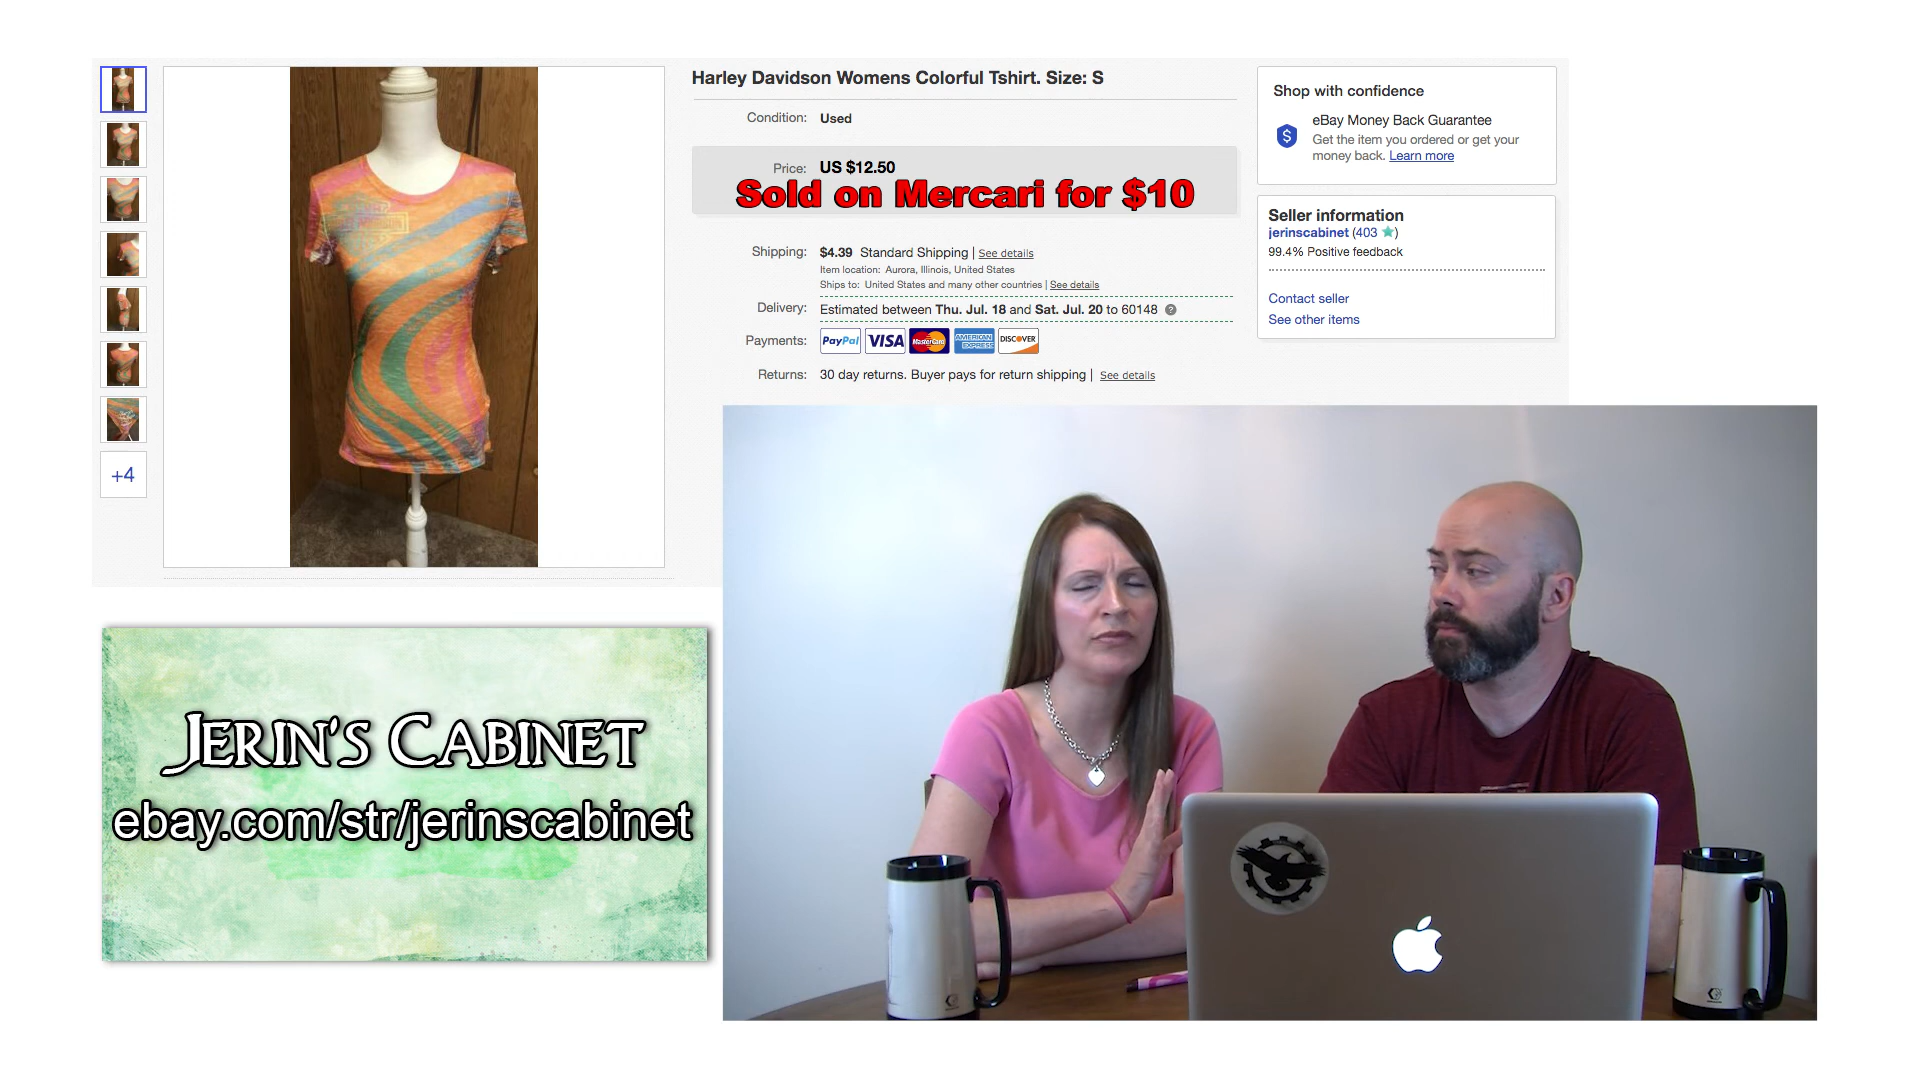 Harley Davidson Womens Colorful Tshirt. Size: S
Condition: Used
Price: US $12.50
Sold on Mercari for $10
Shipping: $4.39 Standard Shipping | See details
Item location: Aurora, Illinois, United States
Ships to: United States and many other countries | See details
Delivery: Estimated between Thu. Jul. 18 and Sat. Jul. 20 to 60148 ?
Payments: PayPal VISA MasterCard AMERICAN EXPRESS DISCOVER
Returns: 30 day returns. Buyer pays for return shipping | See details
Shop with confidence
$
eBay Money Back Guarantee
Get the item you ordered or get your
money back. Learn more
Seller information
jerinscabinet (403 ★)
99.4% Positive feedback
Contact seller
See other items
+4
JERIN'S CABINET
ebay.com/str/jerinscabinet